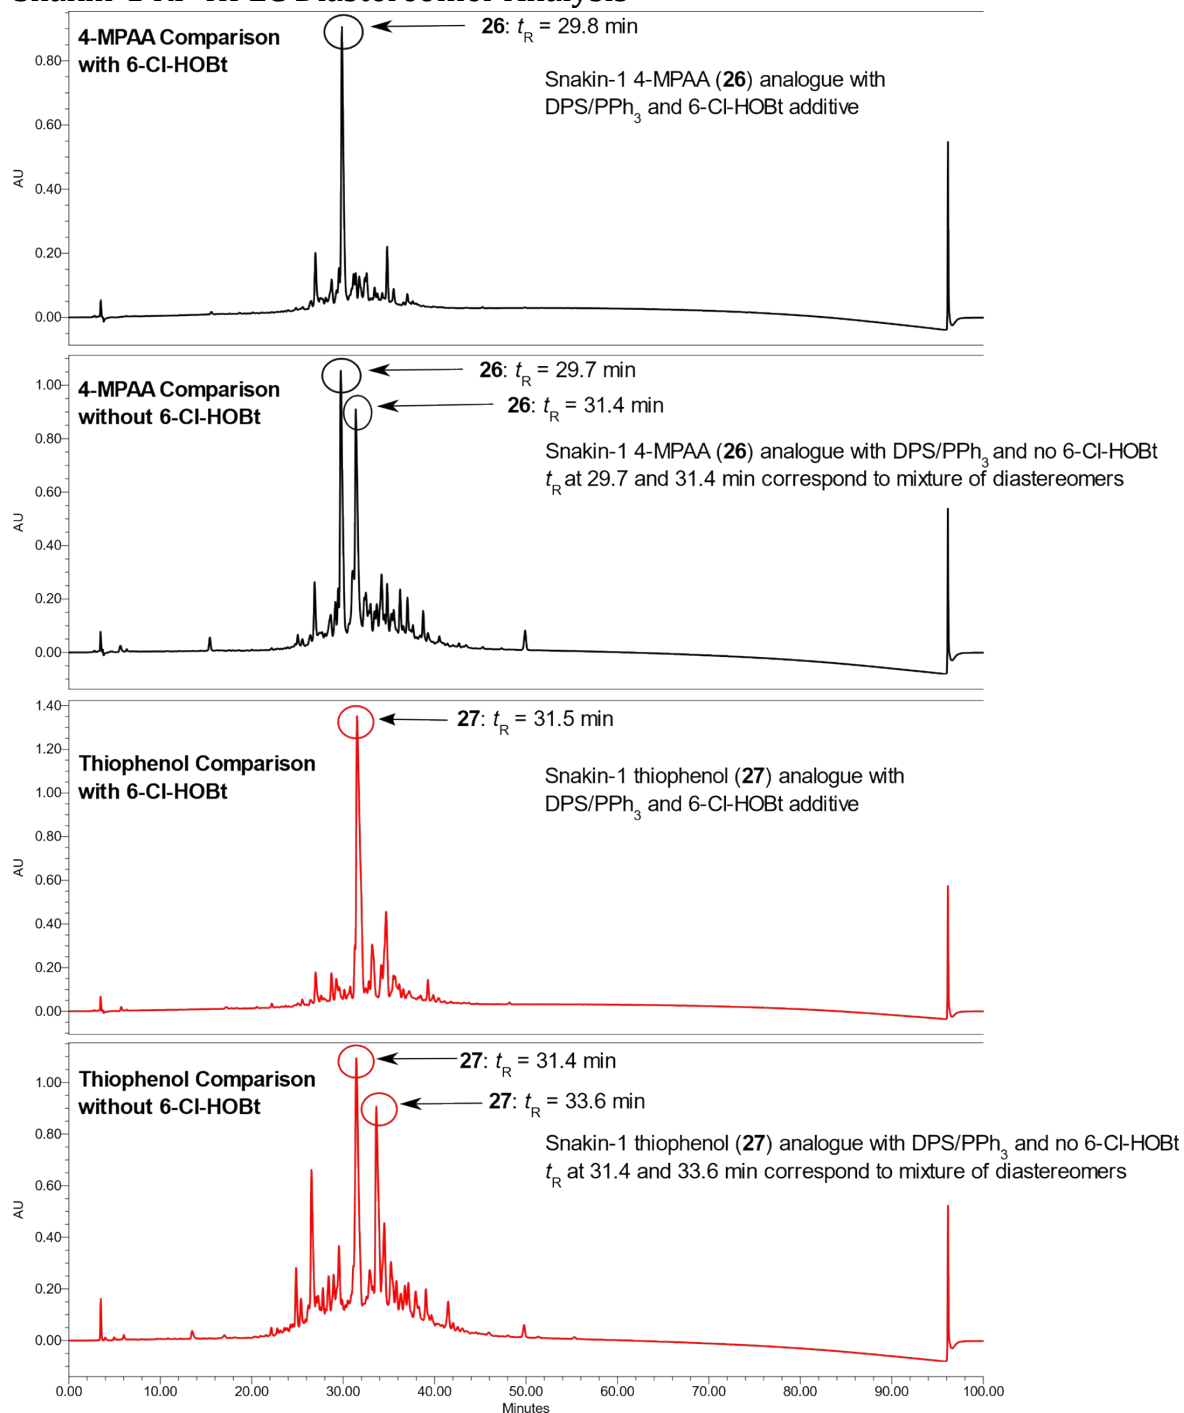 Snakin-1 RP-HPLC Diastereomer Analysis
4-MPAA Comparison
with 6-Cl-HOBt
26: tR = 29.8 min
Snakin-1 4-MPAA (26) analogue with
DPS/PPh3 and 6-Cl-HOBt additive
AU
0.80
0.60
0.40
0.20
0.00
4-MPAA Comparison
without 6-Cl-HOBt
26: tR = 29.7 min
26: tR = 31.4 min
Snakin-1 4-MPAA (26) analogue with DPS/PPh3 and no 6-Cl-HOBt
tR at 29.7 and 31.4 min correspond to mixture of diastereomers
AU
1.00
0.80
0.60
0.40
0.20
0.00
Thiophenol Comparison
with 6-Cl-HOBt
27: tR = 31.5 min
Snakin-1 thiophenol (27) analogue with
DPS/PPh3 and 6-Cl-HOBt additive
AU
1.40
1.20
1.00
0.80
0.60
0.40
0.20
0.00
Thiophenol Comparison
without 6-Cl-HOBt
27: tR = 31.4 min
27: tR = 33.6 min
Snakin-1 thiophenol (27) analogue with DPS/PPh3 and no 6-Cl-HOBt
tR at 31.4 and 33.6 min correspond to mixture of diastereomers
AU
1.00
0.80
0.60
0.40
0.20
0.00
0.00 10.00 20.00 30.00 40.00 50.00 60.00 70.00 80.00 90.00 100.00
Minutes